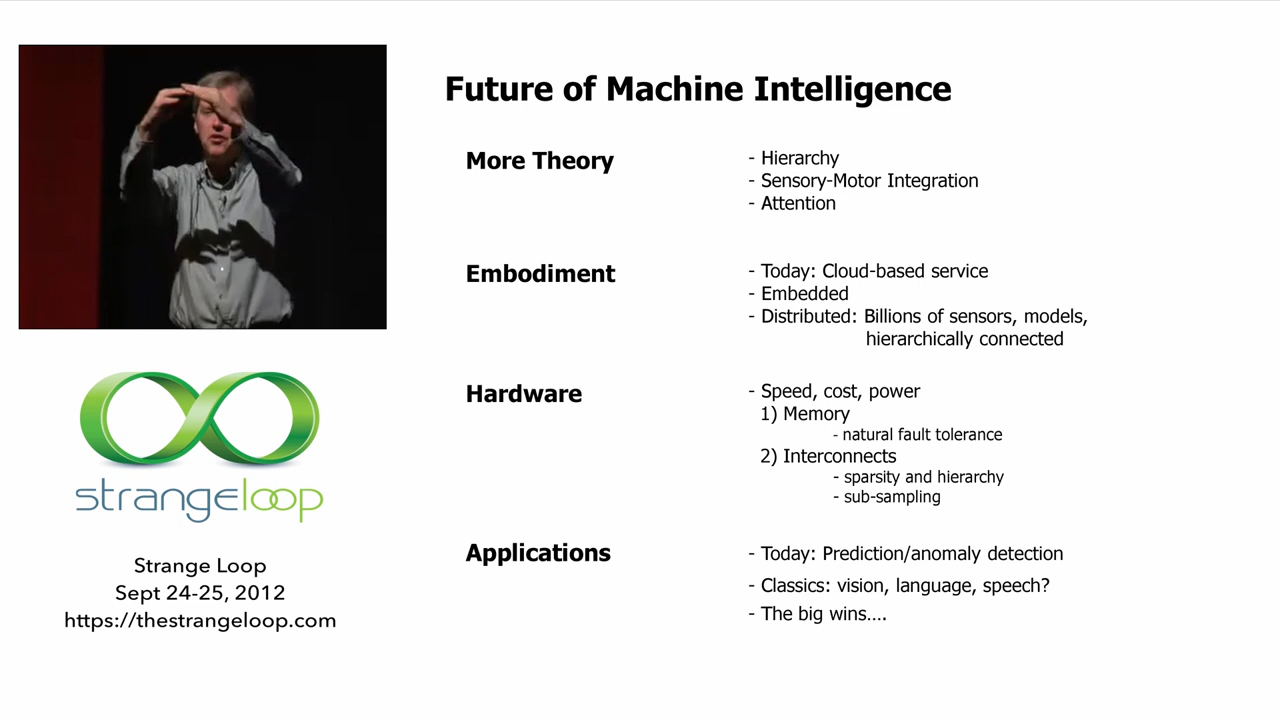 Future of Machine Intelligence
More Theory
- Hierarchy
- Sensory-Motor Integration
- Attention
Embodiment
- Today: Cloud-based service
- Embedded
- Distributed: Billions of sensors, models,
hierarchically connected
Hardware
- Speed, cost, power
1) Memory
- natural fault tolerance
2) Interconnects
- sparsity and hierarchy
- sub-sampling
Applications
- Today: Prediction/anomaly detection
- Classics: vision, language, speech?
- The big wins....
strangeloop
Strange Loop
Sept 24-25, 2012
https://thestrangeloop.com